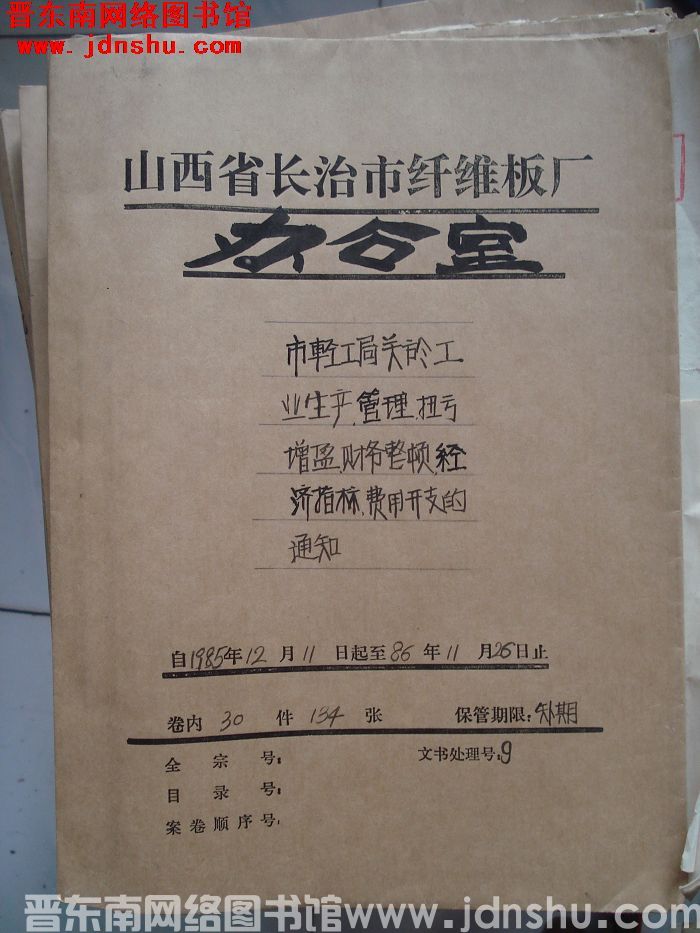 晋东南网络图书馆
www.jdnshu.com
山西省长治市纤维板厂
办公室
市轻工局关於工
业生产、管理、扭亏
增盈、财务整顿、经
济指标、费用开支的
通知
自1985年12月11日起至86年11月26日止
卷内30件134张 保管期限:短期
全宗号: 文书处理号:9
目录号:
案卷顺序号:
晋东南网络图书馆 www.jdnshu.com